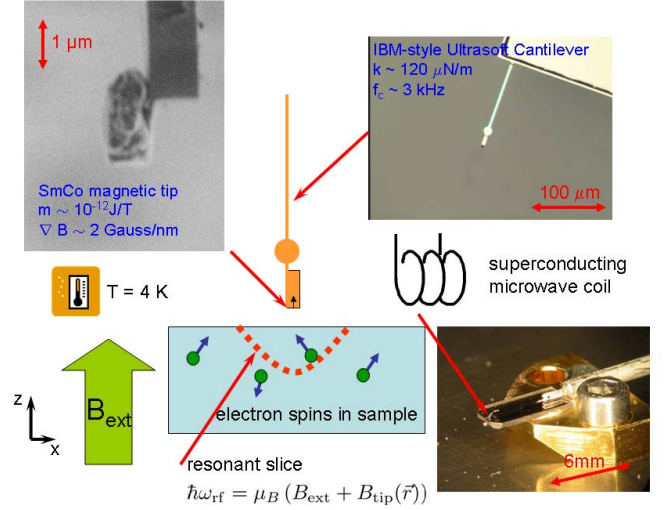 1 μm
IBM-style Ultrasoft Cantilever
k ~ 120 μN/m
f_c ~ 3 kHz
SmCo magnetic tip
m ∼ 10^-12 J/T
∇ B ∼ 2 Gauss/nm
100 μm
superconducting
microwave coil
T = 4 K
B_ext
z
x
electron spins in sample
resonant slice
ħω_rf = μ_B (B_ext + B_tip(r⃗))
6mm